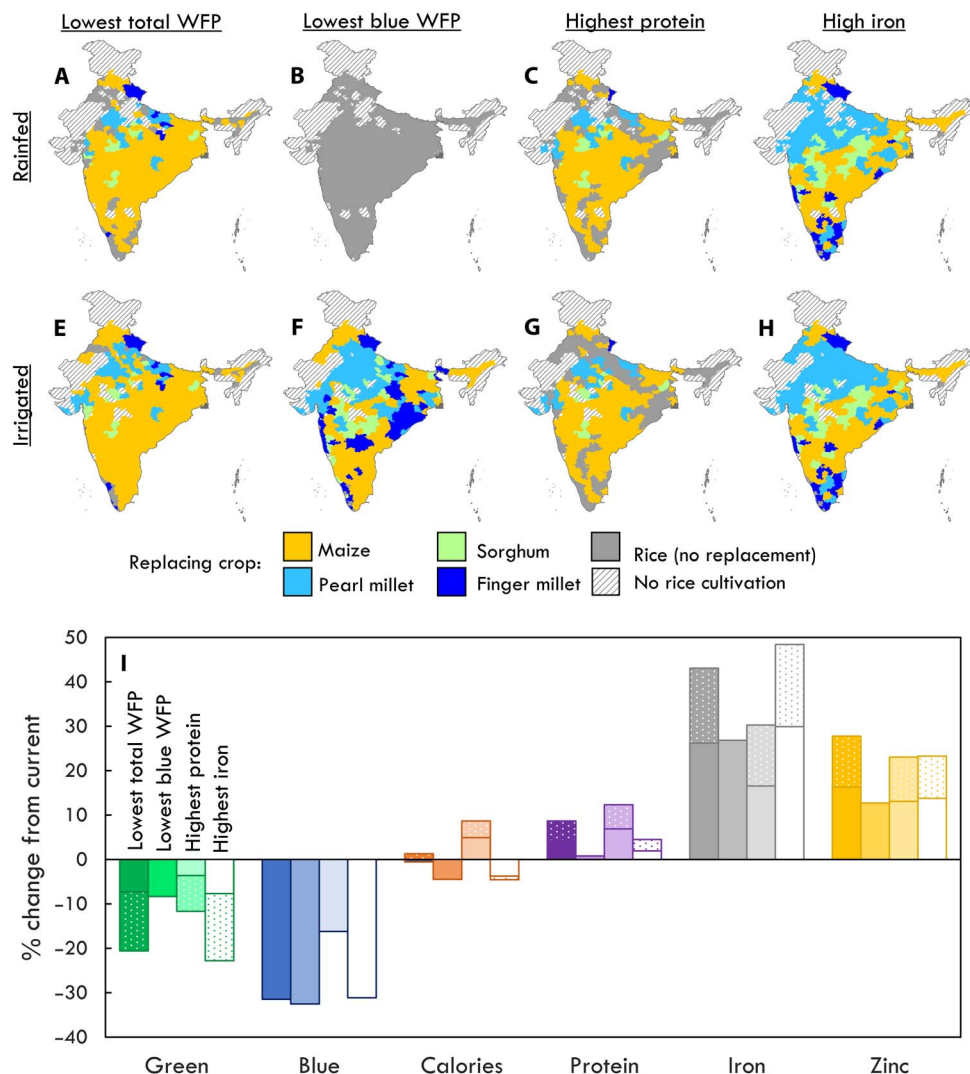 Lowest total WFP
Lowest blue WFP
Highest protein
High iron
Rainfed
A
B
C
D
Irrigated
E
F
G
H
Replacing crop:
Maize
Sorghum
Rice (no replacement)
Pearl millet
Finger millet
No rice cultivation
I
% change from current
50
40
30
20
10
0
−10
−20
−30
−40
Lowest total WFP
Lowest blue WFP
Highest protein
Highest iron
Green
Blue
Calories
Protein
Iron
Zinc